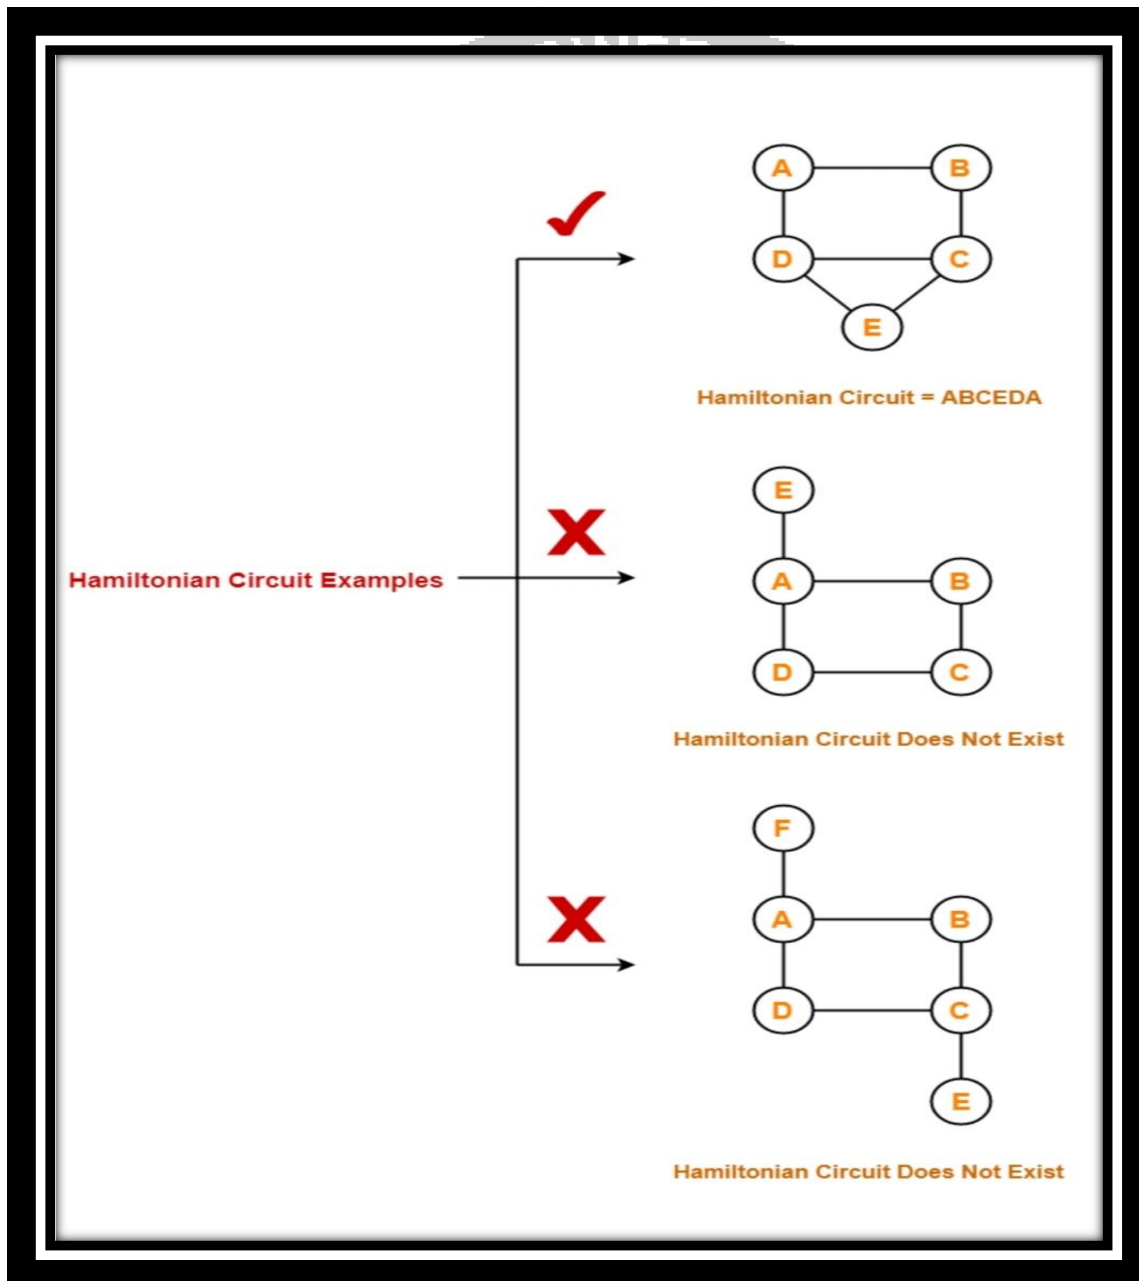 A B
D C
E
Hamiltonian Circuit = ABCEDA
E
Hamiltonian Circuit Examples
A B
D C
Hamiltonian Circuit Does Not Exist
F
A B
D C
E
Hamiltonian Circuit Does Not Exist